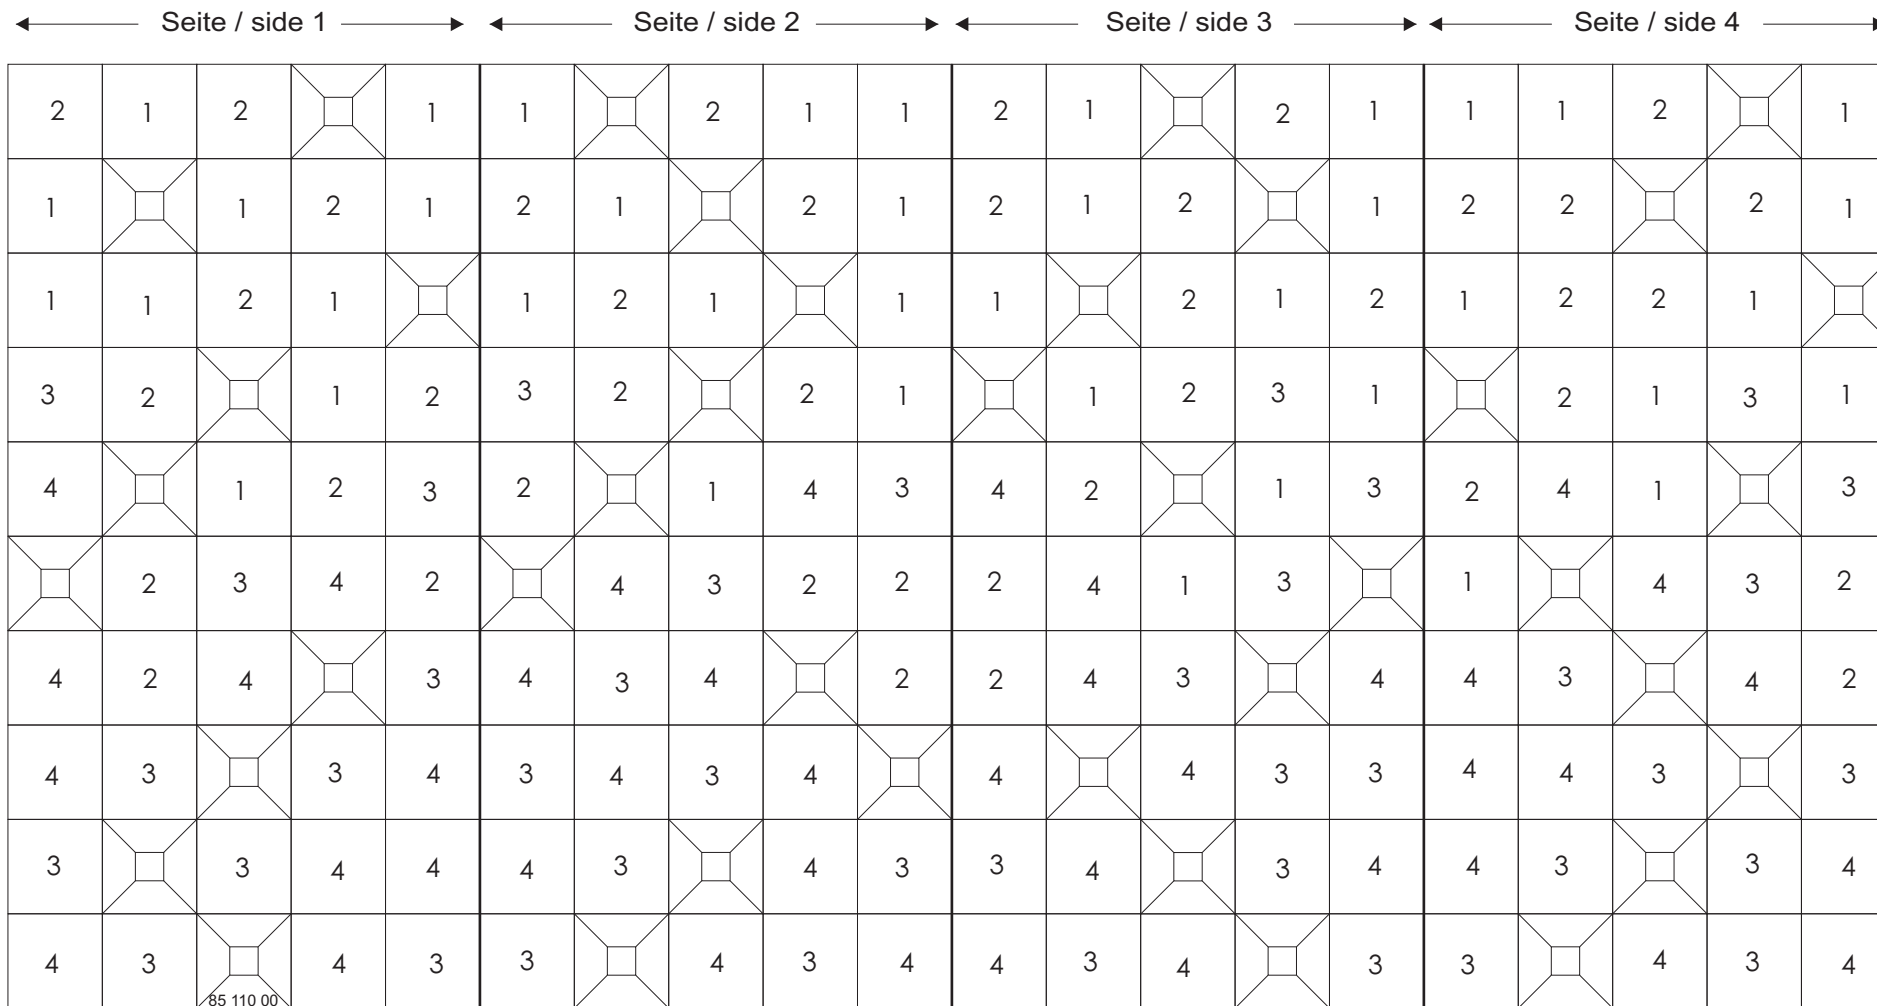 Seite / side 1 Seite / side 2 Seite / side 3 Seite / side 4
2 1 2 1 1 2 1 1 2 1 2 1 1 1 2 1
1 1 2 1 2 1 2 1 2 1 2 1 2 2 2 1
1 1 2 1 1 2 1 1 1 2 1 2 1 2 2 1
3 2 1 2 3 2 2 1 1 2 3 1 2 1 3 1
4 1 2 3 2 1 4 3 4 2 1 3 2 4 1 3
2 3 4 2 4 3 2 2 2 4 1 3 1 4 3 2
4 2 4 3 4 3 4 2 2 4 3 4 4 3 4 2
4 3 3 4 3 4 3 4 4 4 3 3 4 4 3 3
3 3 4 4 4 3 4 3 3 4 3 4 4 3 3 4
4 3 4 3 3 4 3 4 4 3 4 3 3 4 3 4
85 110 00